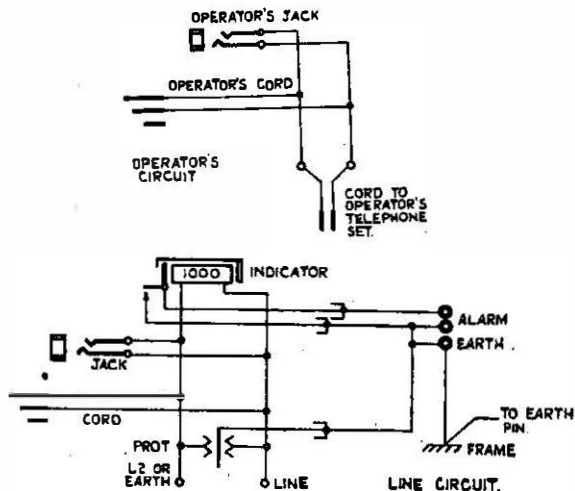 OPERATOR'S JACK
OPERATOR'S CORD
OPERATOR'S
CIRCUIT
CORD TO
OPERATOR'S
TELEPHONE
SET.
1000
INDICATOR
ALARM
EARTH.
JACK
CORD
TO EARTH
PIN.
PROT
FRAME
L2 OR
EARTH
LINE
LINE CIRCUIT.